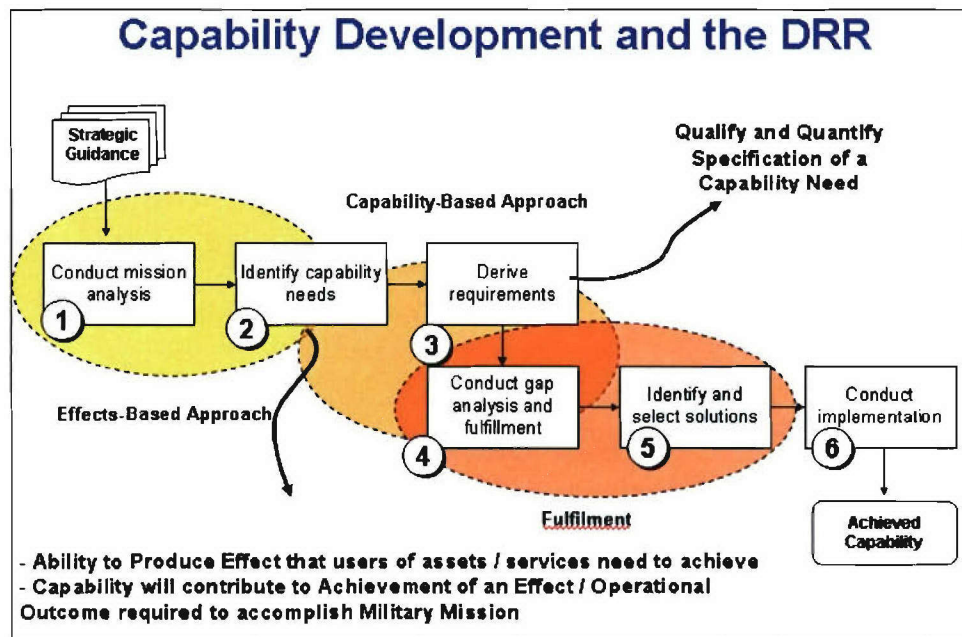 Capability Development and the DRR
Strategic
Guidance
Qualify and Quantify
Specification of a
Capability Need
Capability-Based Approach
Conduct mission
analysis
1
Identify capability
needs
2
Derive
requirements
3
Effects-Based Approach
Conduct gap
analysis and
fulfillment
4
Identify and
select solutions
5
Conduct
implementation
6
Fulfilment
Achieved
Capability
- Ability to Produce Effect that users of assets / services need to achieve
- Capability will contribute to Achievement of an Effect / Operational
Outcome required to accomplish Military Mission